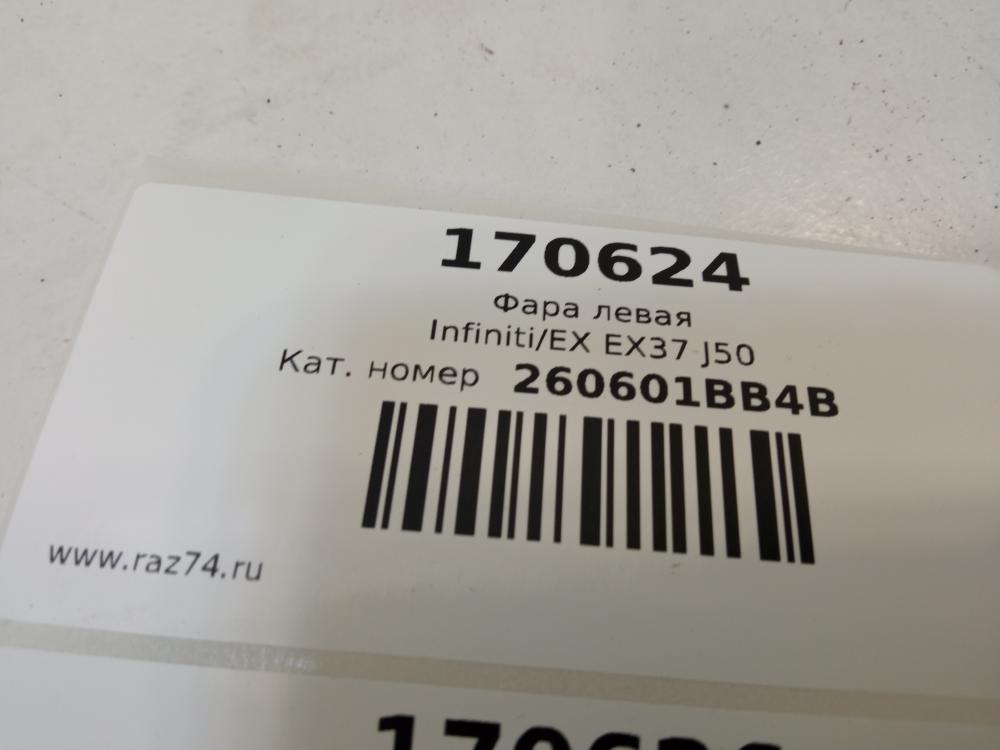 170624
Фара левая
Infiniti/EX EX37 J50
Кат. номер 260601BB4B
www.raz74.ru